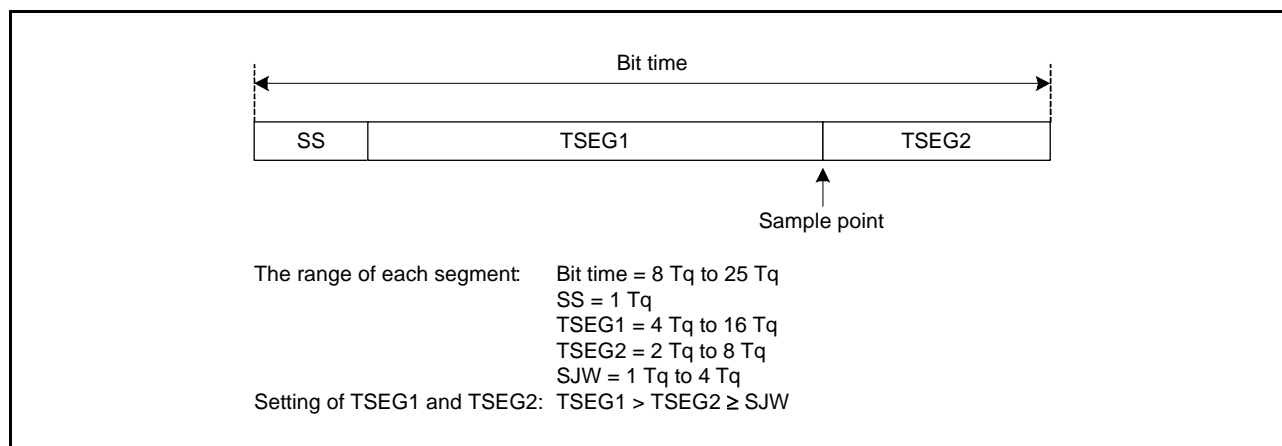 Bit time
SS TSEG1 TSEG2
Sample point
The range of each segment: Bit time = 8 Tq to 25 Tq
SS = 1 Tq
TSEG1 = 4 Tq to 16 Tq
TSEG2 = 2 Tq to 8 Tq
SJW = 1 Tq to 4 Tq
Setting of TSEG1 and TSEG2: TSEG1 > TSEG2 ≥ SJW